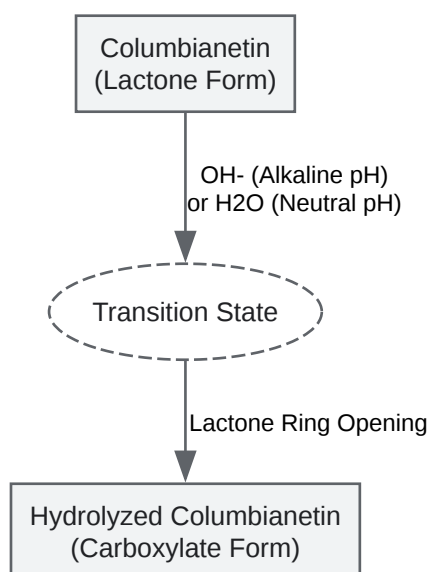 Columbianetin
(Lactone Form)
OH- (Alkaline pH)
or H2O (Neutral pH)
Transition State
Lactone Ring Opening
Hydrolyzed Columbianetin
(Carboxylate Form)